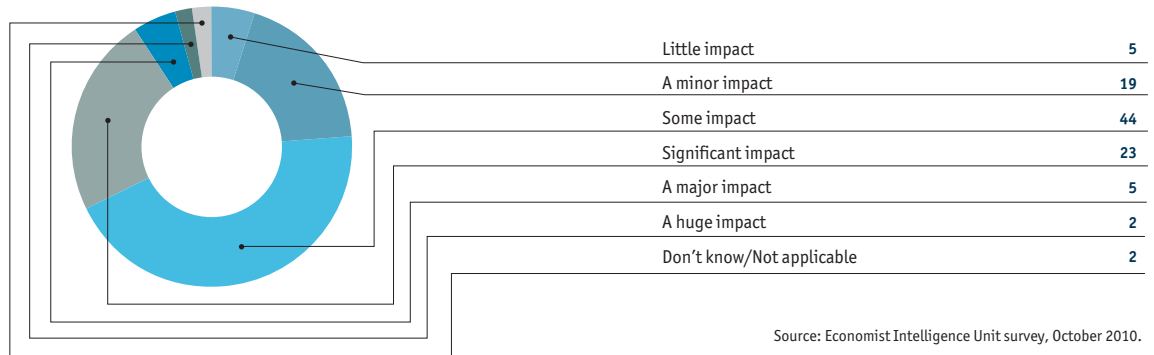 Little impact 5
A minor impact 19
Some impact 44
Significant impact 23
A major impact 5
A huge impact 2
Don't know/Not applicable 2
Source: Economist Intelligence Unit survey, October 2010.